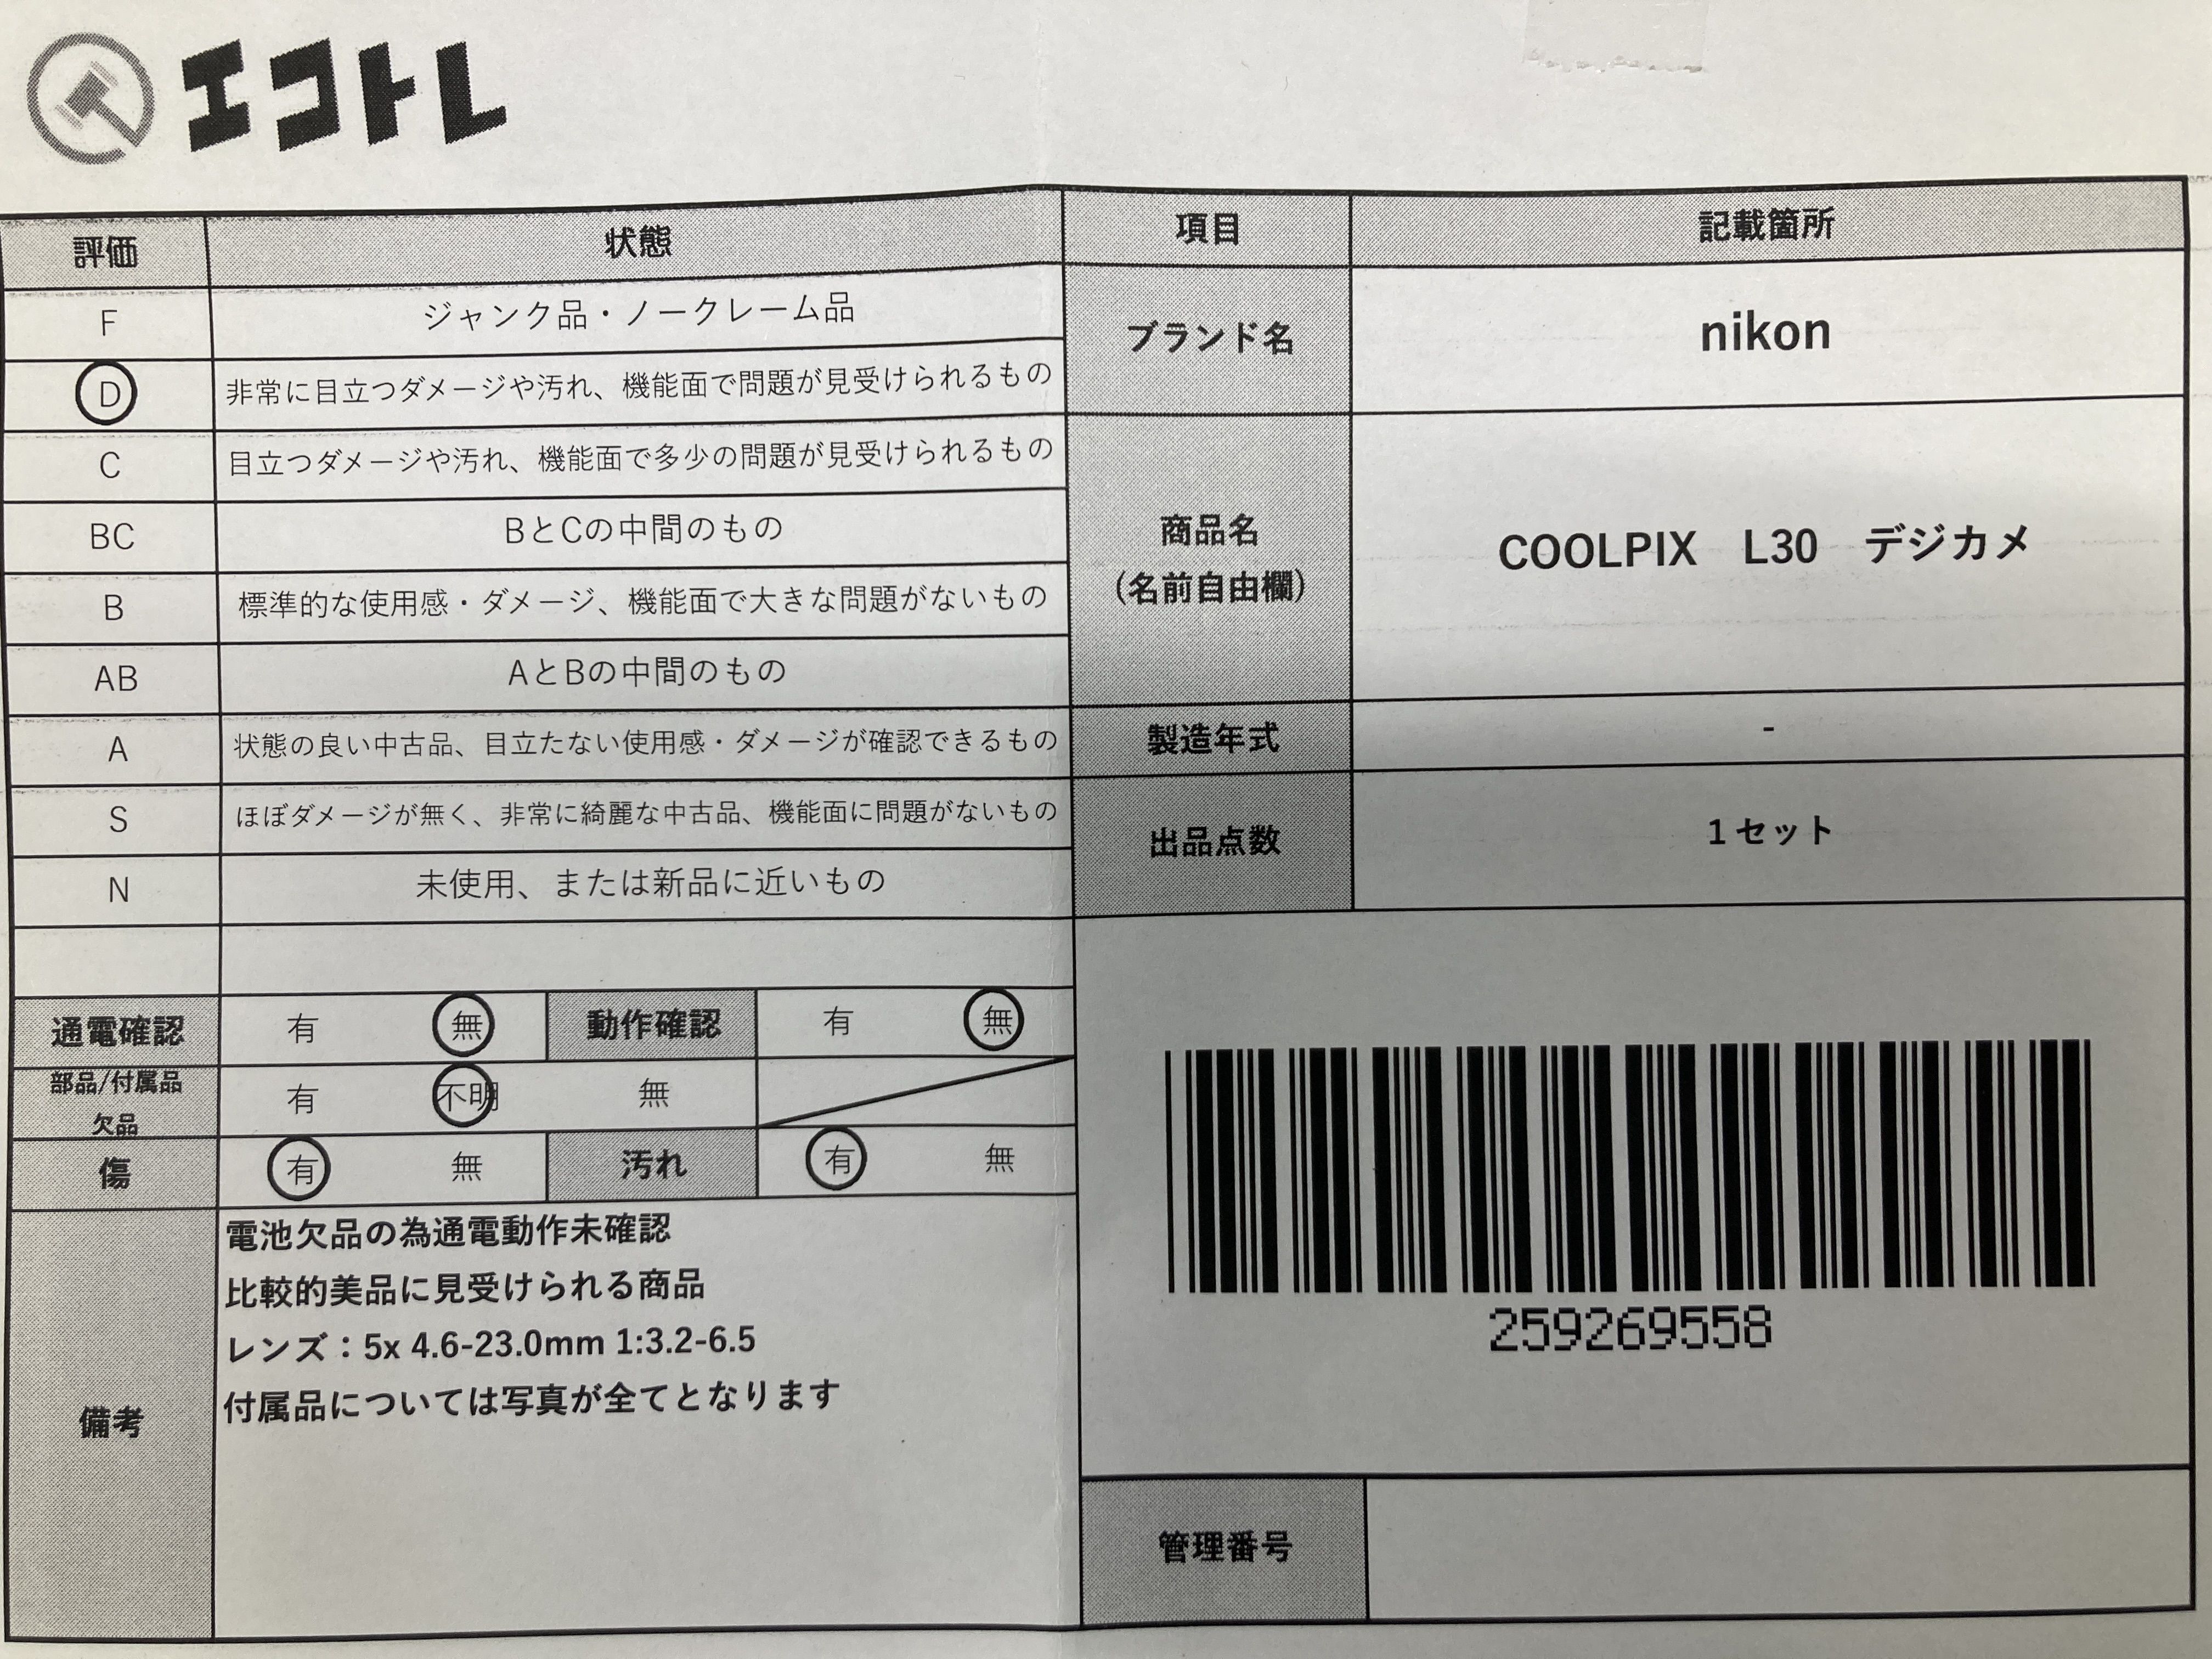 エコトレ
評価 状態
F ジャンク品・ノークレーム品
D 非常に目立つダメージや汚れ、機能面で問題が見受けられるもの
C 目立つダメージや汚れ、機能面で多少の問題が見受けられるもの
BC BとCの中間のもの
B 標準的な使用感・ダメージ、機能面で大きな問題がないもの
AB AとBの中間のもの
A 状態の良い中古品、目立たない使用感・ダメージが確認できるもの
S ほぼダメージが無く、非常に綺麗な中古品、機能面に問題がないもの
N 未使用、または新品に近いもの
通電確認 有 無 動作確認 有 無
部品/付属品
欠品 有 不明 無
傷 有 無 汚れ 有 無
備考
電池欠品の為通電動作未確認
比較的美品に見受けられる商品
レンズ：5x 4.6-23.0mm 1:3.2-6.5
付属品については写真が全てとなります
項目 記載箇所
ブランド名 nikon
商品名
（名前自由欄） COOLPIX　L30　デジカメ
製造年式 -
出品点数 1セット
259269558
管理番号